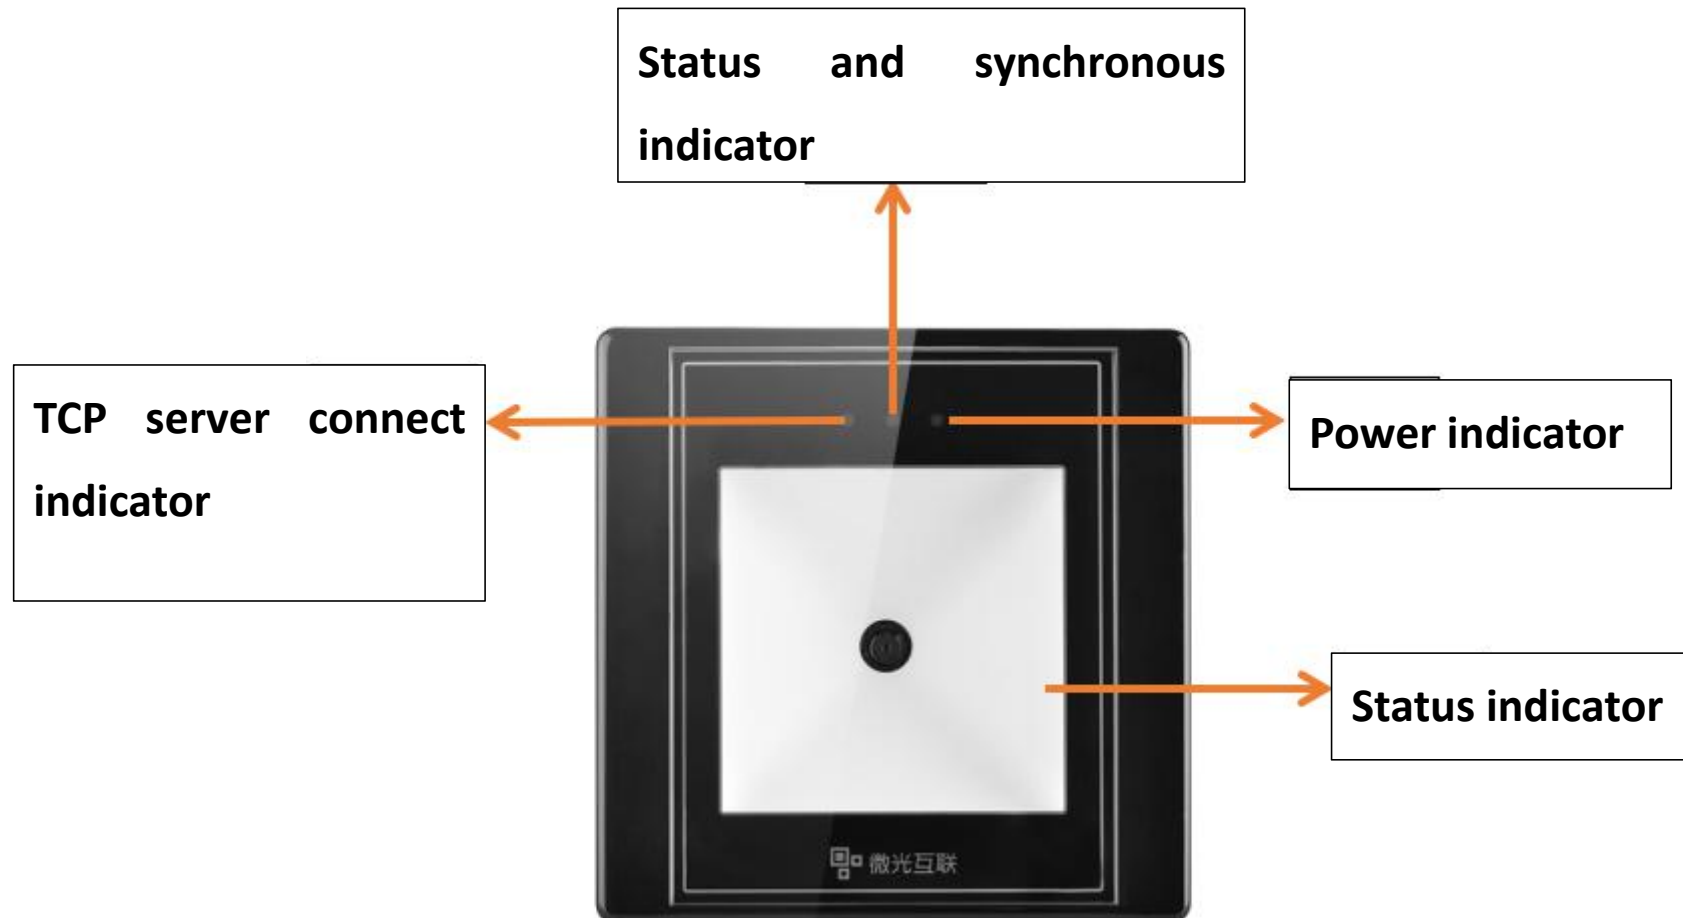 Status and synchronous
indicator
TCP server connect
indicator
Power indicator
Status indicator
微光互联